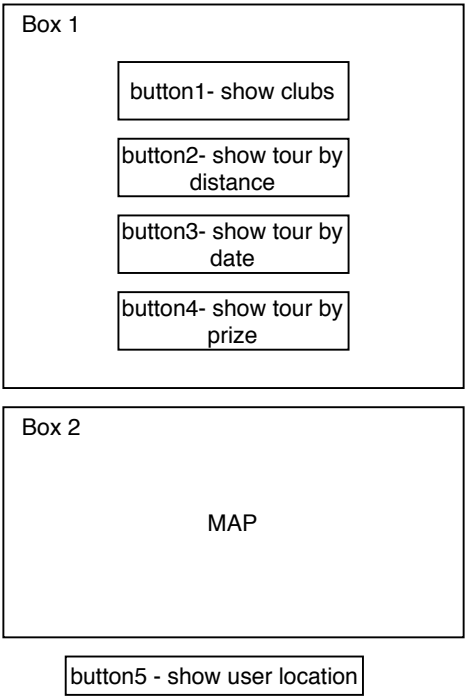 Box 1
button1- show clubs
button2- show tour by
distance
button3- show tour by
date
button4- show tour by
prize
Box 2
MAP
button5 - show user location